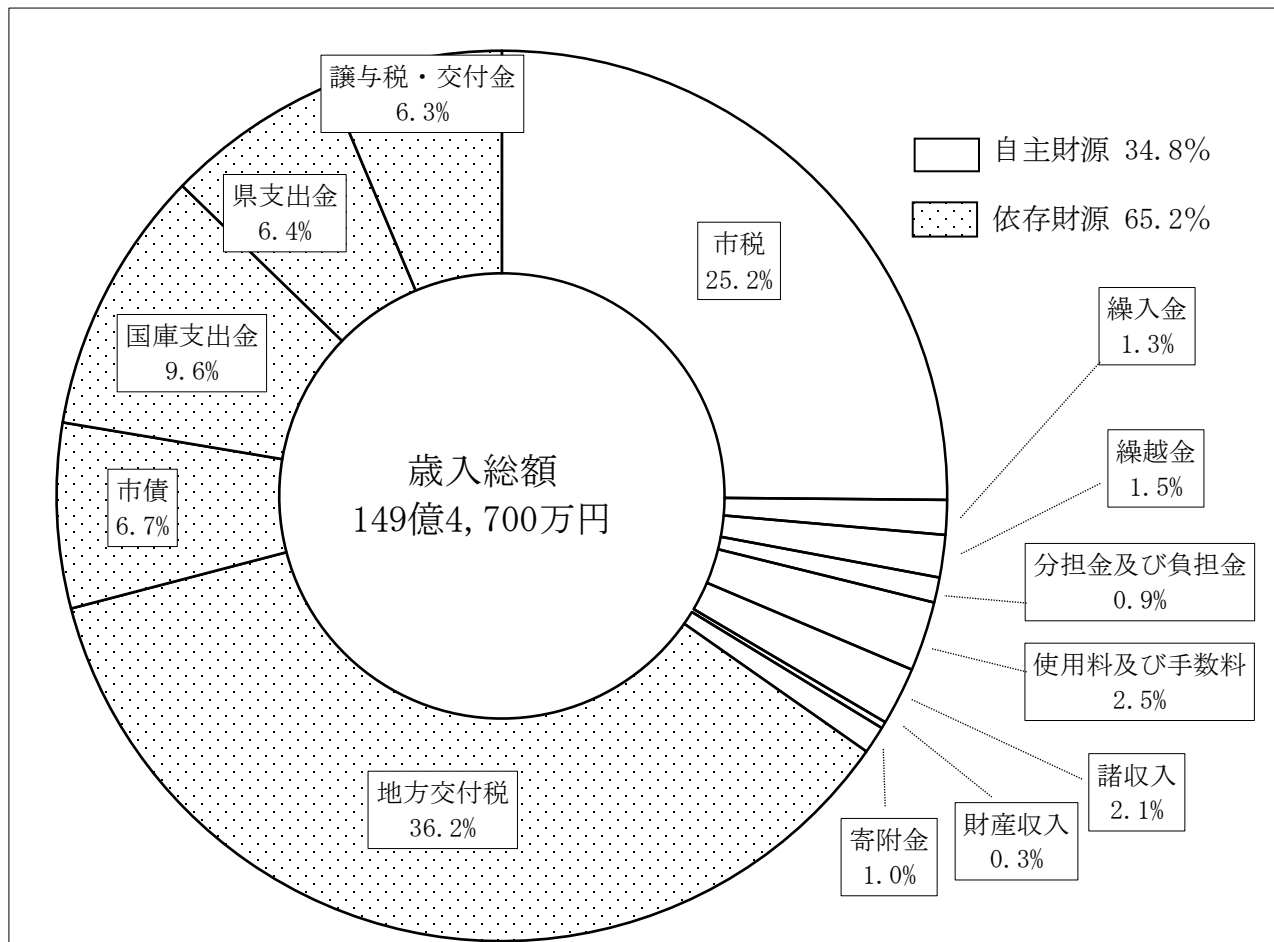 譲与税・交付金
6.3%
自主財源 34.8%
依存財源 65.2%
県支出金
6.4%
市税
25.2%
繰入金
1.3%
国庫支出金
9.6%
繰越金
1.5%
歳入総額
149億4,700万円
市債
6.7%
分担金及び負担金
0.9%
使用料及び手数料
2.5%
諸収入
2.1%
地方交付税
36.2%
財産収入
0.3%
寄附金
1.0%